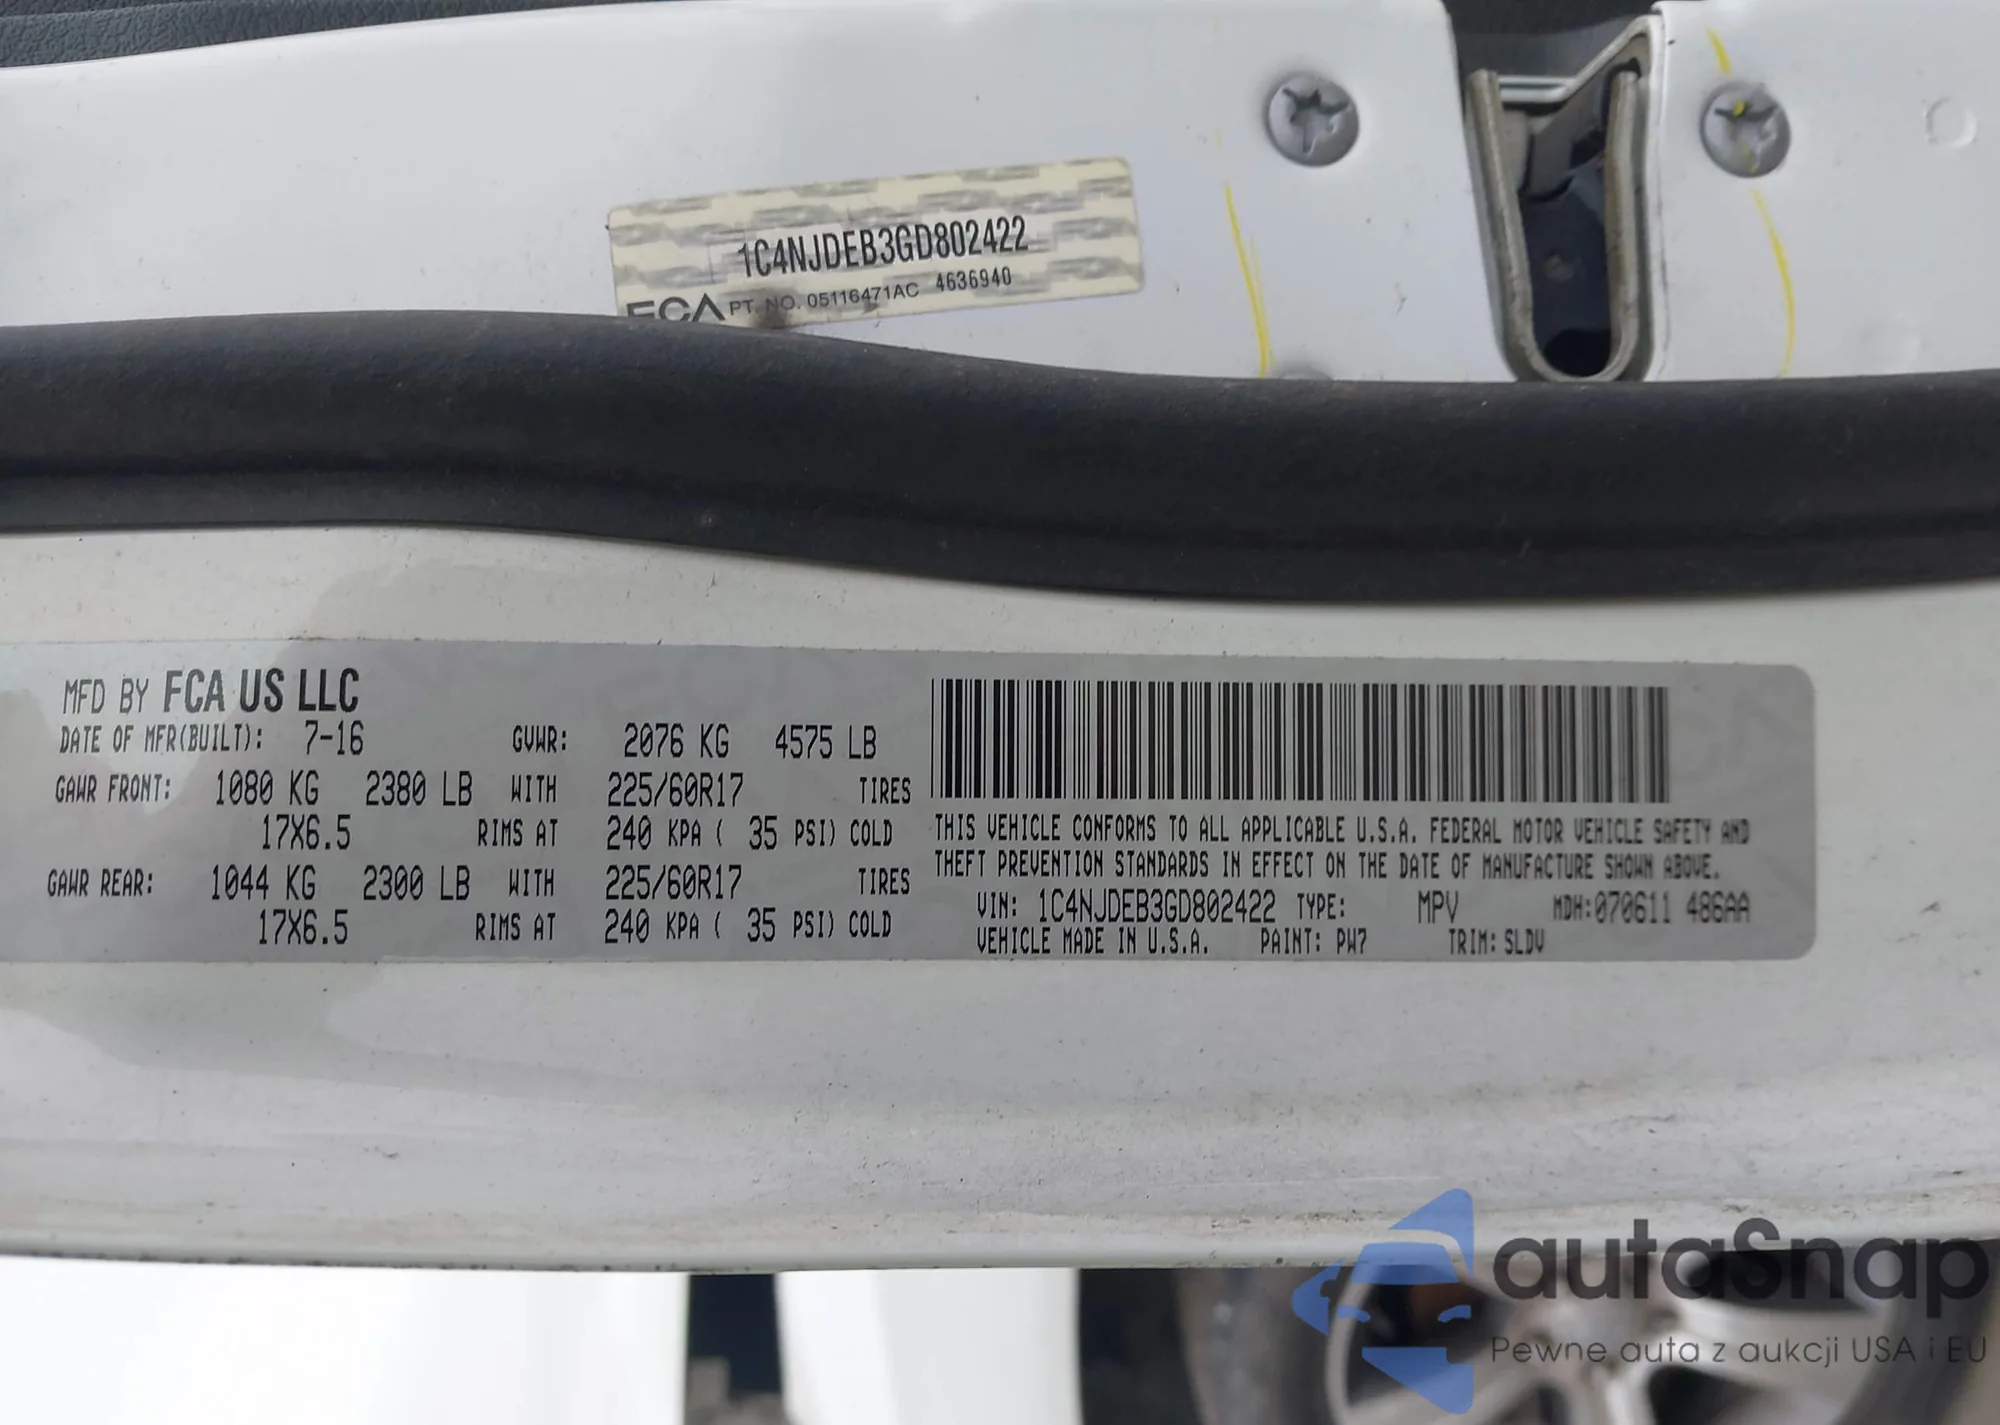 1C4NJDEB3GD802422
FCA PT. NO. 05116471AC 4636940
MFD BY FCA US LLC
DATE OF MFR(BUILT): 7-16 GVWR: 2076 KG 4575 LB
GAWR FRONT: 1080 KG 2380 LB WITH 225/60R17 TIRES
17X6.5 RIMS AT 240 KPA ( 35 PSI) COLD
GAWR REAR: 1044 KG 2300 LB WITH 225/60R17 TIRES
17X6.5 RIMS AT 240 KPA ( 35 PSI) COLD
THIS VEHICLE CONFORMS TO ALL APPLICABLE U.S.A. FEDERAL MOTOR VEHICLE SAFETY AND
THEFT PREVENTION STANDARDS IN EFFECT ON THE DATE OF MANUFACTURE SHOWN ABOVE.
VIN: 1C4NJDEB3GD802422 TYPE: MPV MDH:070611 486AA
VEHICLE MADE IN U.S.A. PAINT: PW7 TRIM: SLDV
autaSnap
Pewne auta z aukcji USA i EU